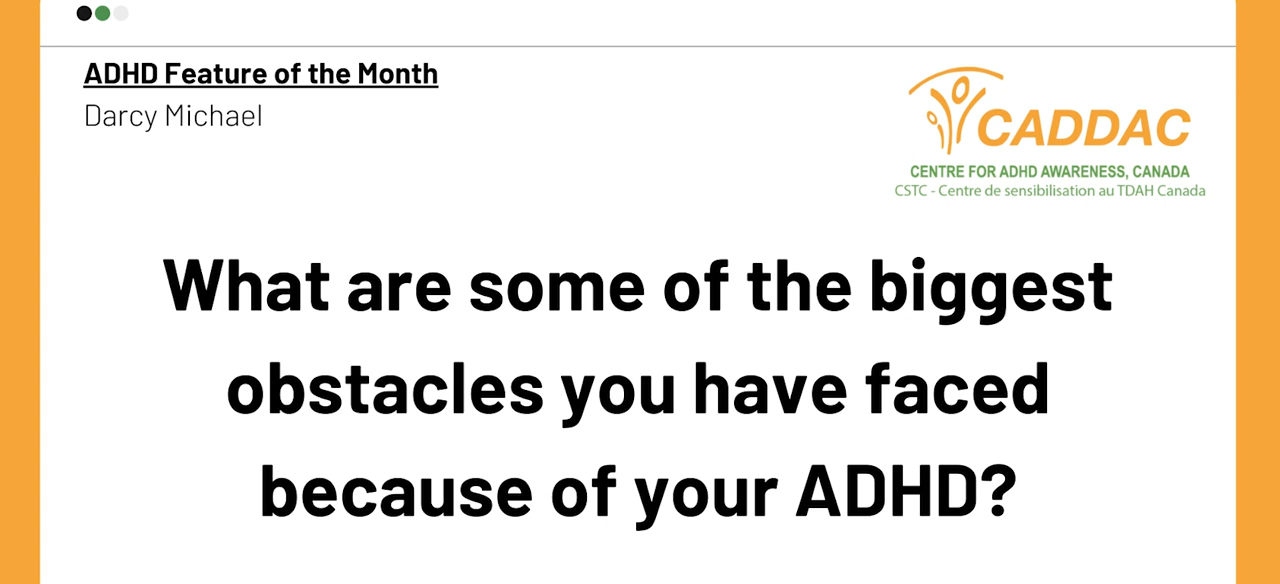 ADHD Feature of the Month
Darcy Michael
CADDAC
CENTRE FOR ADHD AWARENESS, CANADA
CSTC - Centre de sensibilisation au TDAH Canada
What are some of the biggest
obstacles you have faced
because of your ADHD?